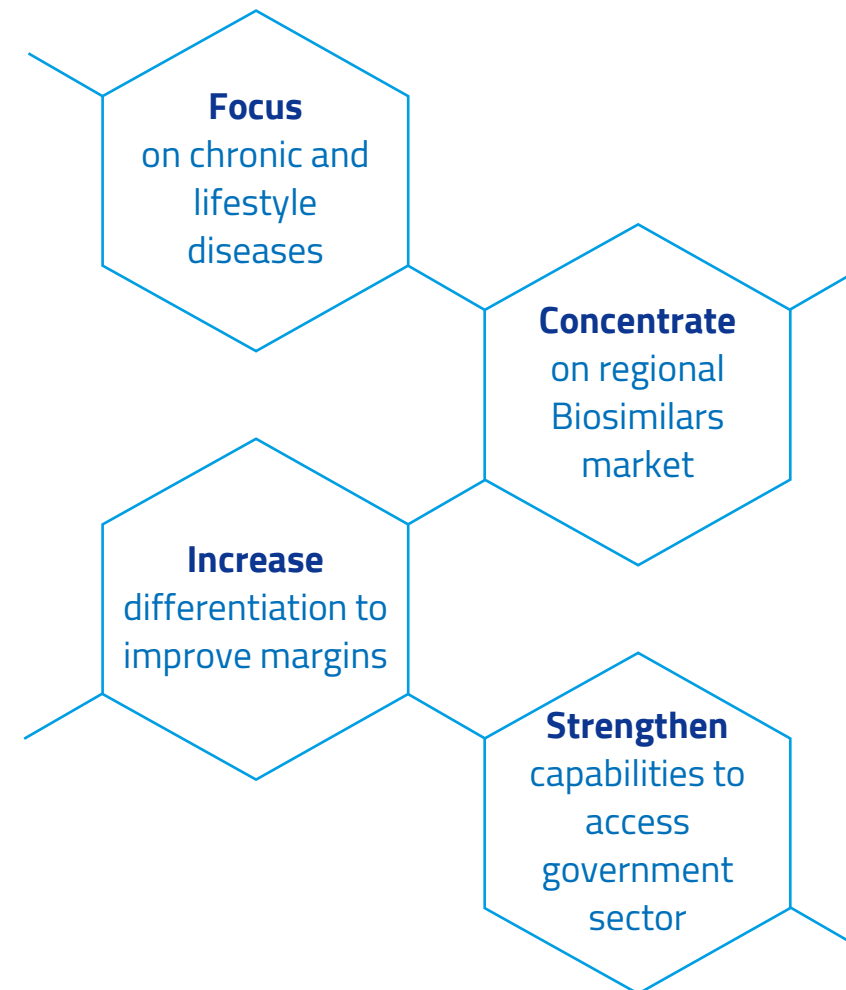 Focus
on chronic and
lifestyle
diseases
Concentrate
on regional
Biosimilars
market
Increase
differentiation to
improve margins
Strengthen
capabilities to
access
government
sector